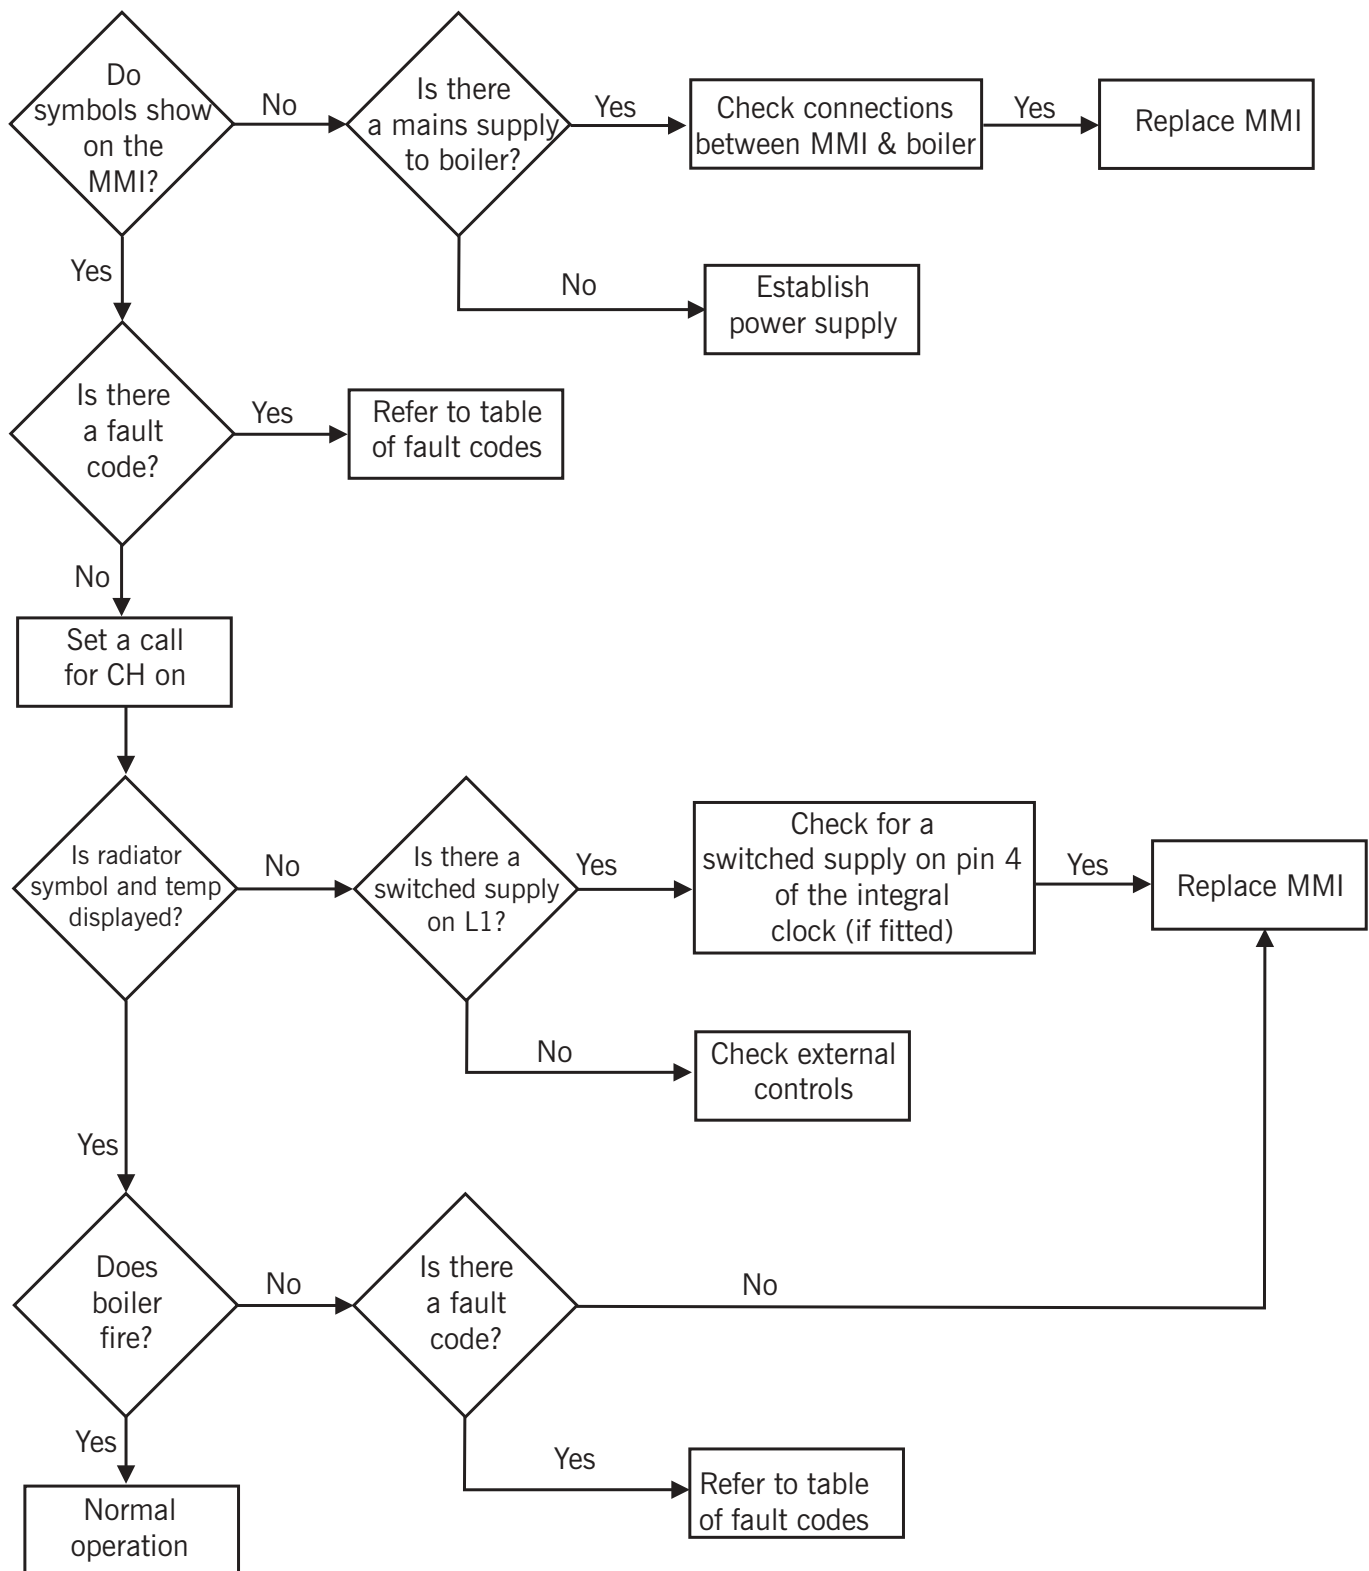 Do
symbols show
on the
MMI?
No
Is there
a mains supply
to boiler?
Yes
Check connections
between MMI & boiler
Yes
Replace MMI
Yes
No
Establish
power supply
Is there
a fault
code?
Yes
Refer to table
of fault codes
No
Set a call
for CH on
Is radiator
symbol and temp
displayed?
No
Is there a
switched supply
on L1?
Yes
Check for a
switched supply on pin 4
of the integral
clock (if fitted)
Yes
Replace MMI
No
Check external
controls
Yes
Does
boiler
fire?
No
Is there
a fault
code?
No
Yes
Normal
operation
Yes
Refer to table
of fault codes